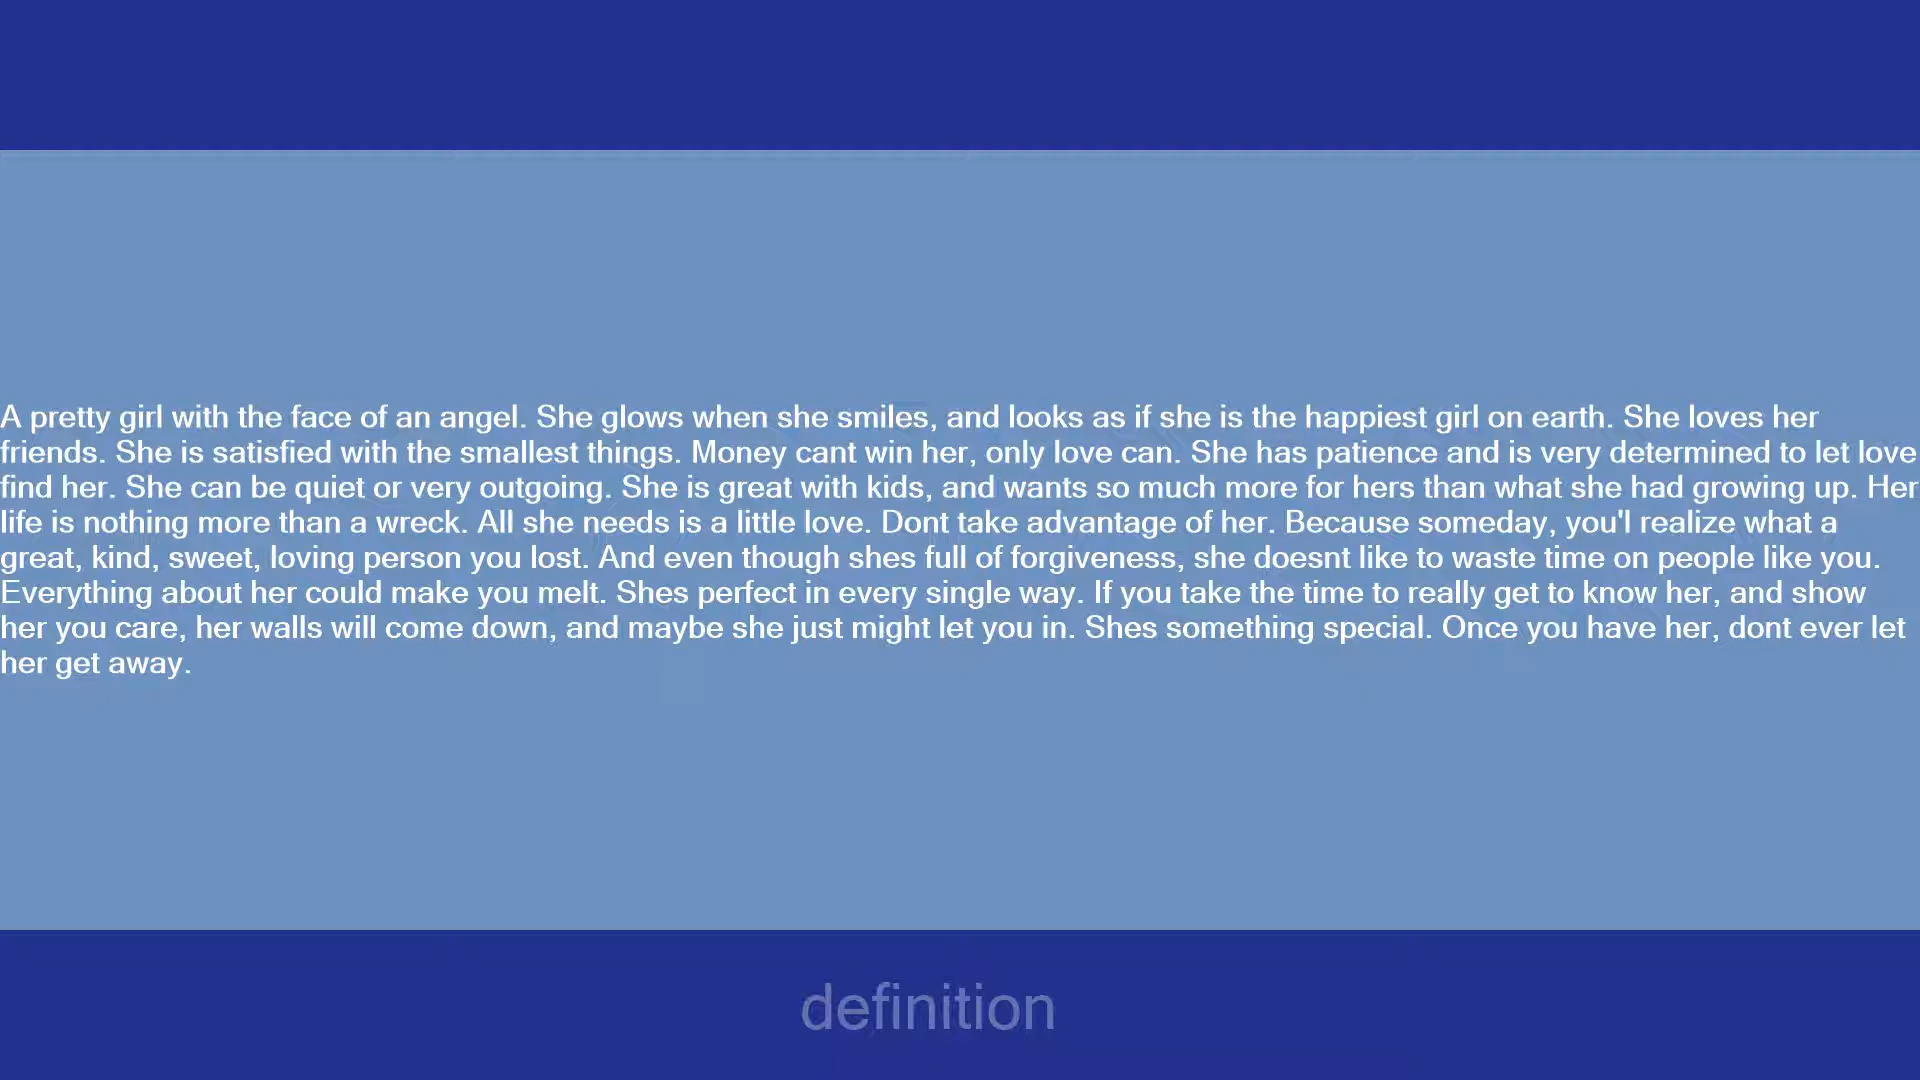 A pretty girl with the face of an angel. She glows when she smiles, and looks as if she is the happiest girl on earth. She loves her
friends. She is satisfied with the smallest things. Money cant win her, only love can. She has patience and is very determined to let love
find her. She can be quiet or very outgoing. She is great with kids, and wants so much more for hers than what she had growing up. Her
life is nothing more than a wreck. All she needs is a little love. Dont take advantage of her. Because someday, you'l realize what a
great, kind, sweet, loving person you lost. And even though shes full of forgiveness, she doesnt like to waste time on people like you.
Everything about her could make you melt. Shes perfect in every single way. If you take the time to really get to know her, and show
her you care, her walls will come down, and maybe she just might let you in. Shes something special. Once you have her, dont ever let
her get away.
definition